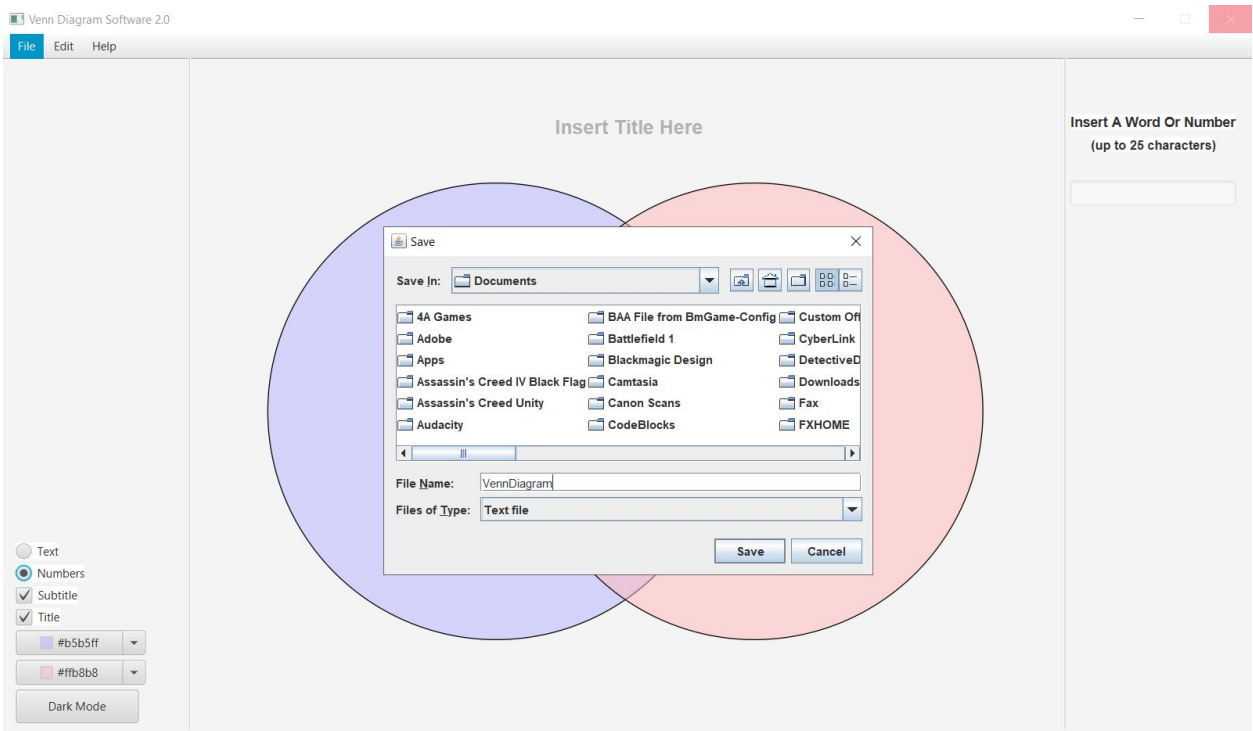 Venn Diagram Software 2.0
File Edit Help
Insert Title Here
Insert A Word Or Number
(up to 25 characters)
Save
Save In: Documents
4A Games BAA File from BmGame-Config Custom Off
Adobe Battlefield 1 CyberLink
Apps Blackmagic Design DetectiveD
Assassin's Creed IV Black Flag Camtasia Downloads
Assassin's Creed Unity Canon Scans Fax
Audacity CodeBlocks FXHOME
File Name: VennDiagram
Files of Type: Text file
Save Cancel
Text
Numbers
Subtitle
Title
#b5b5ff
#ffb8b8
Dark Mode